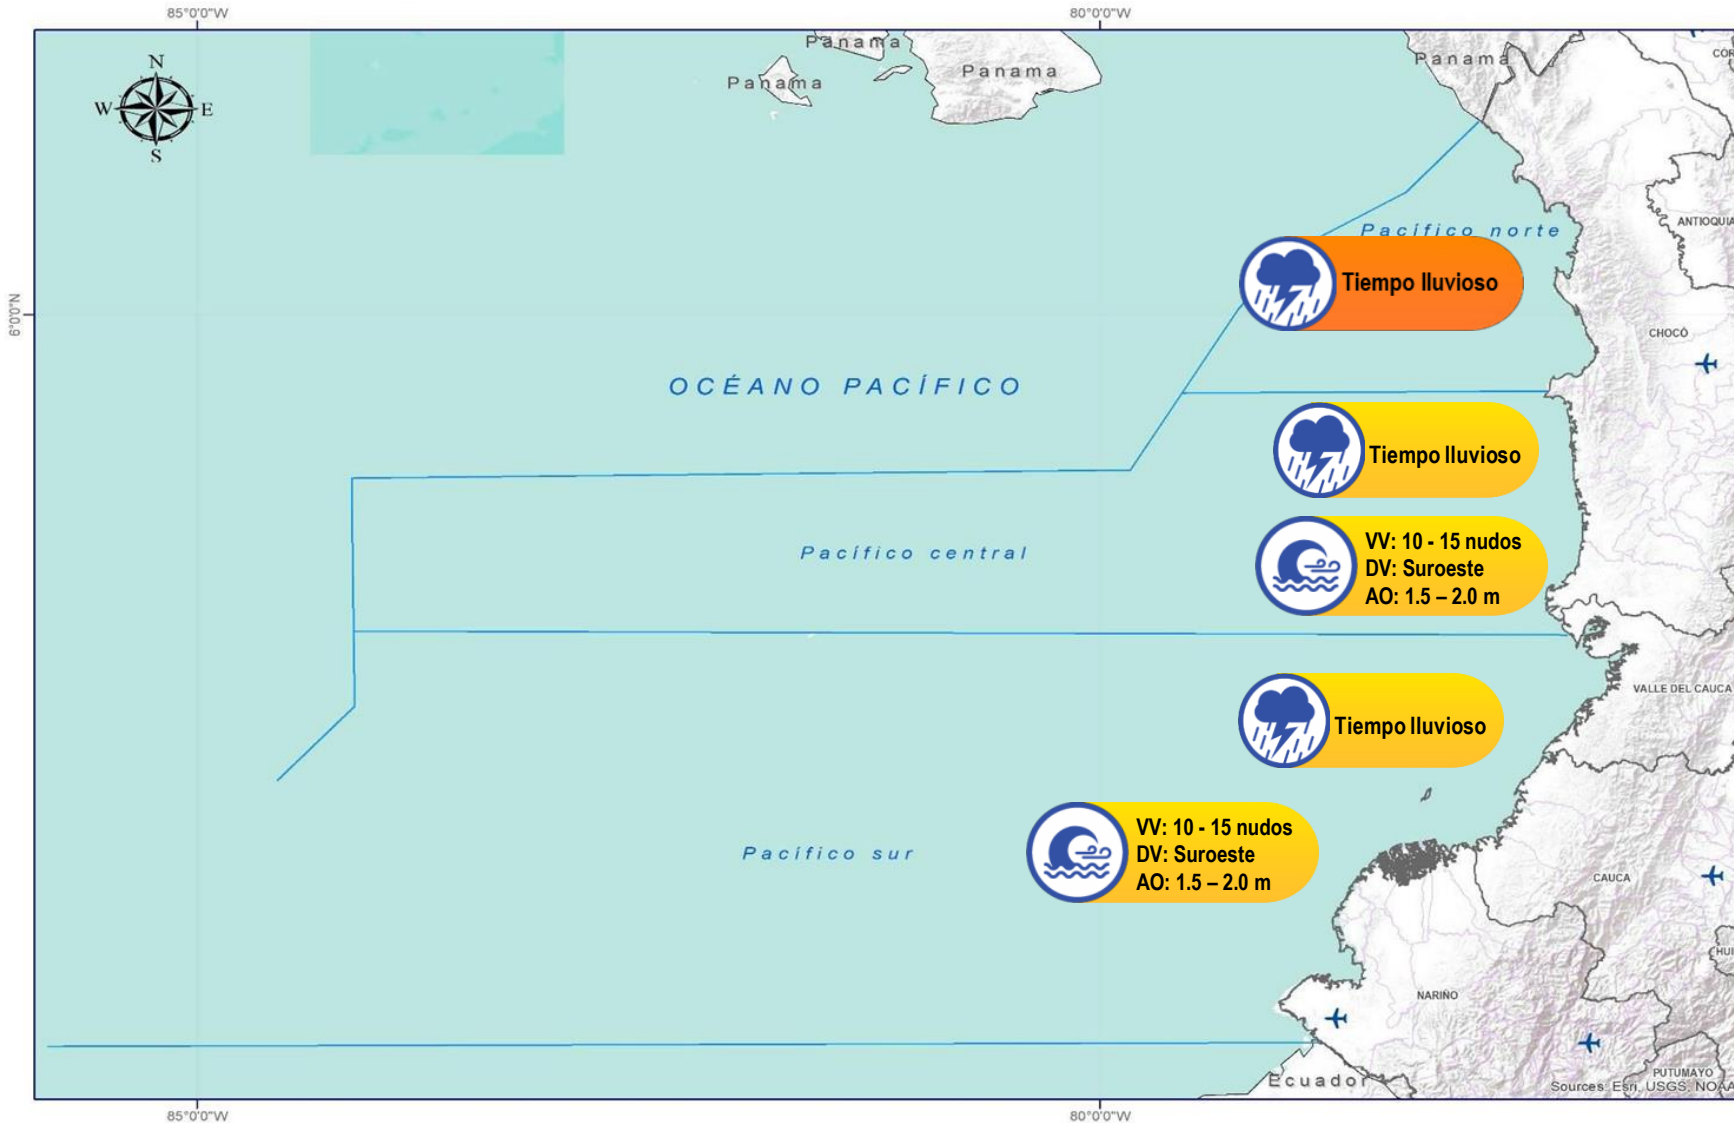 85°0'0"W
80°0'0"W
Panama
Panama
Panama
Panama
N
W
E
S
ANTIOQUIA
Pacífico norte
Tiempo lluvioso
6°0'0"N
CHOCÓ
OCÉANO PACÍFICO
Tiempo lluvioso
VV: 10 - 15 nudos
DV: Suroeste
AO: 1.5 – 2.0 m
Pacífico central
VALLE DEL CAUCA
Tiempo lluvioso
VV: 10 - 15 nudos
DV: Suroeste
AO: 1.5 – 2.0 m
Pacífico sur
CAUCA
HUI
NARIÑO
PUTUMAYO
Ecuador
Sources: Esri, USGS, NOAA
85°0'0"W
80°0'0"W